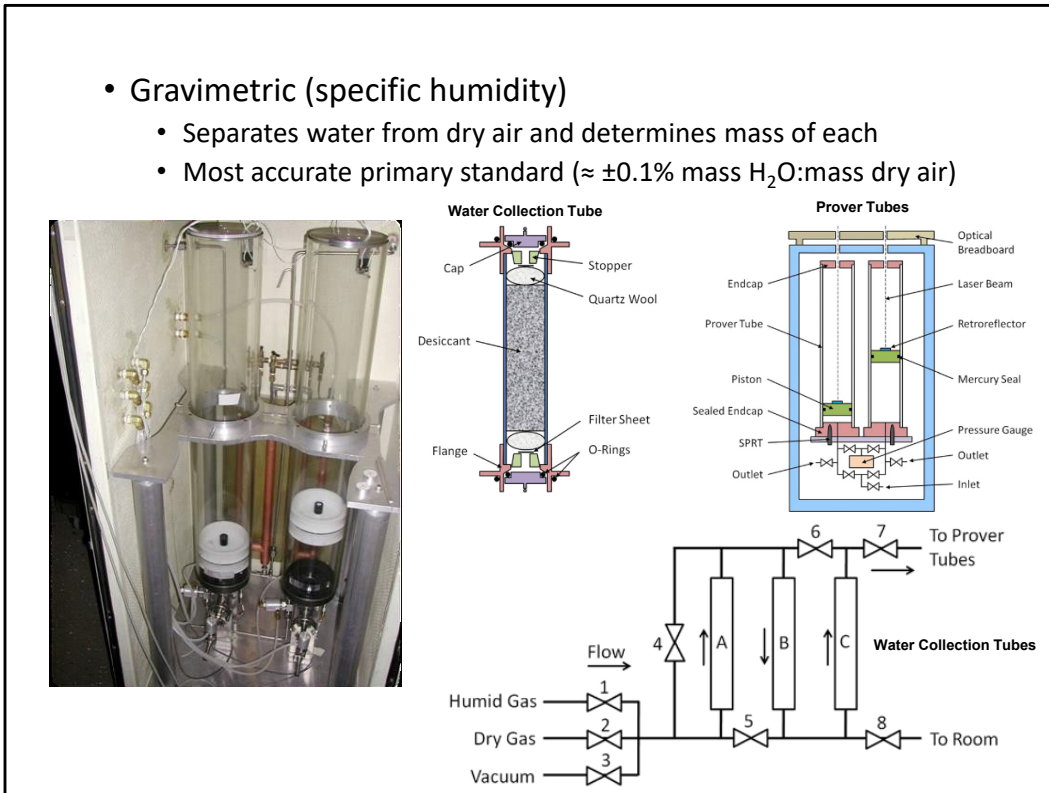 • Gravimetric (specific humidity)
• Separates water from dry air and determines mass of each
• Most accurate primary standard (≈ ±0.1% mass H₂O:mass dry air)
Water Collection Tube
Cap
Stopper
Quartz Wool
Desiccant
Filter Sheet
Flange
O-Rings
Prover Tubes
Optical
Breadboard
Endcap
Laser Beam
Prover Tube
Retroreflector
Piston
Mercury Seal
Sealed Endcap
SPRT
Pressure Gauge
Outlet
Outlet
Inlet
6
7
To Prover
Tubes
4
A
B
C
Water Collection Tubes
Flow
Humid Gas
1
5
8
Dry Gas
2
To Room
Vacuum
3